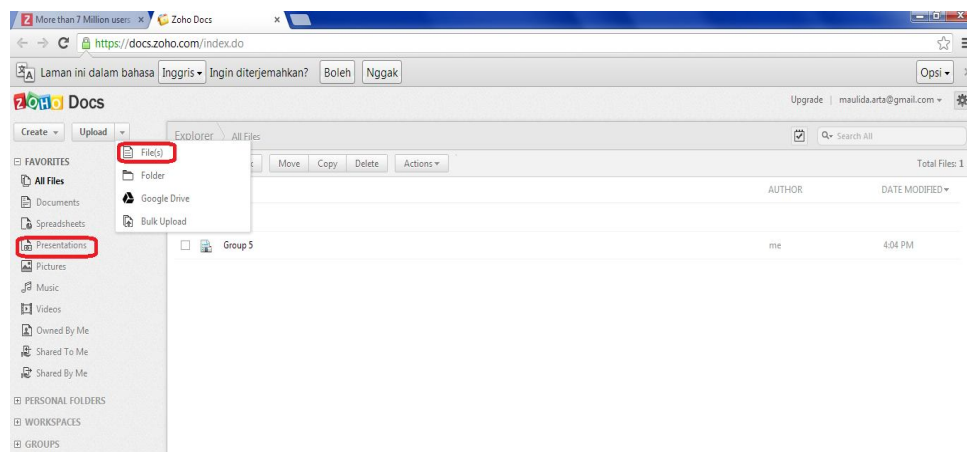 More than 7 Million users
Zoho Docs
https://docs.zoho.com/index.do
Laman ini dalam bahasa Inggris Ingin diterjemahkan? Boleh Nggak Opsi
ZOHO Docs
Upgrade | maulida.arta@gmail.com
Create Upload
Explorer All Files
Search All
File(s)
Folder
Google Drive
Bulk Upload
Move Copy Delete Actions
Total Files: 1
FAVORITES
All Files
Documents
Spreadsheets
Presentations
Pictures
Music
Videos
Owned By Me
Shared To Me
Shared By Me
PERSONAL FOLDERS
WORKSPACES
GROUPS
AUTHOR DATE MODIFIED
Group 5 me 4:04 PM